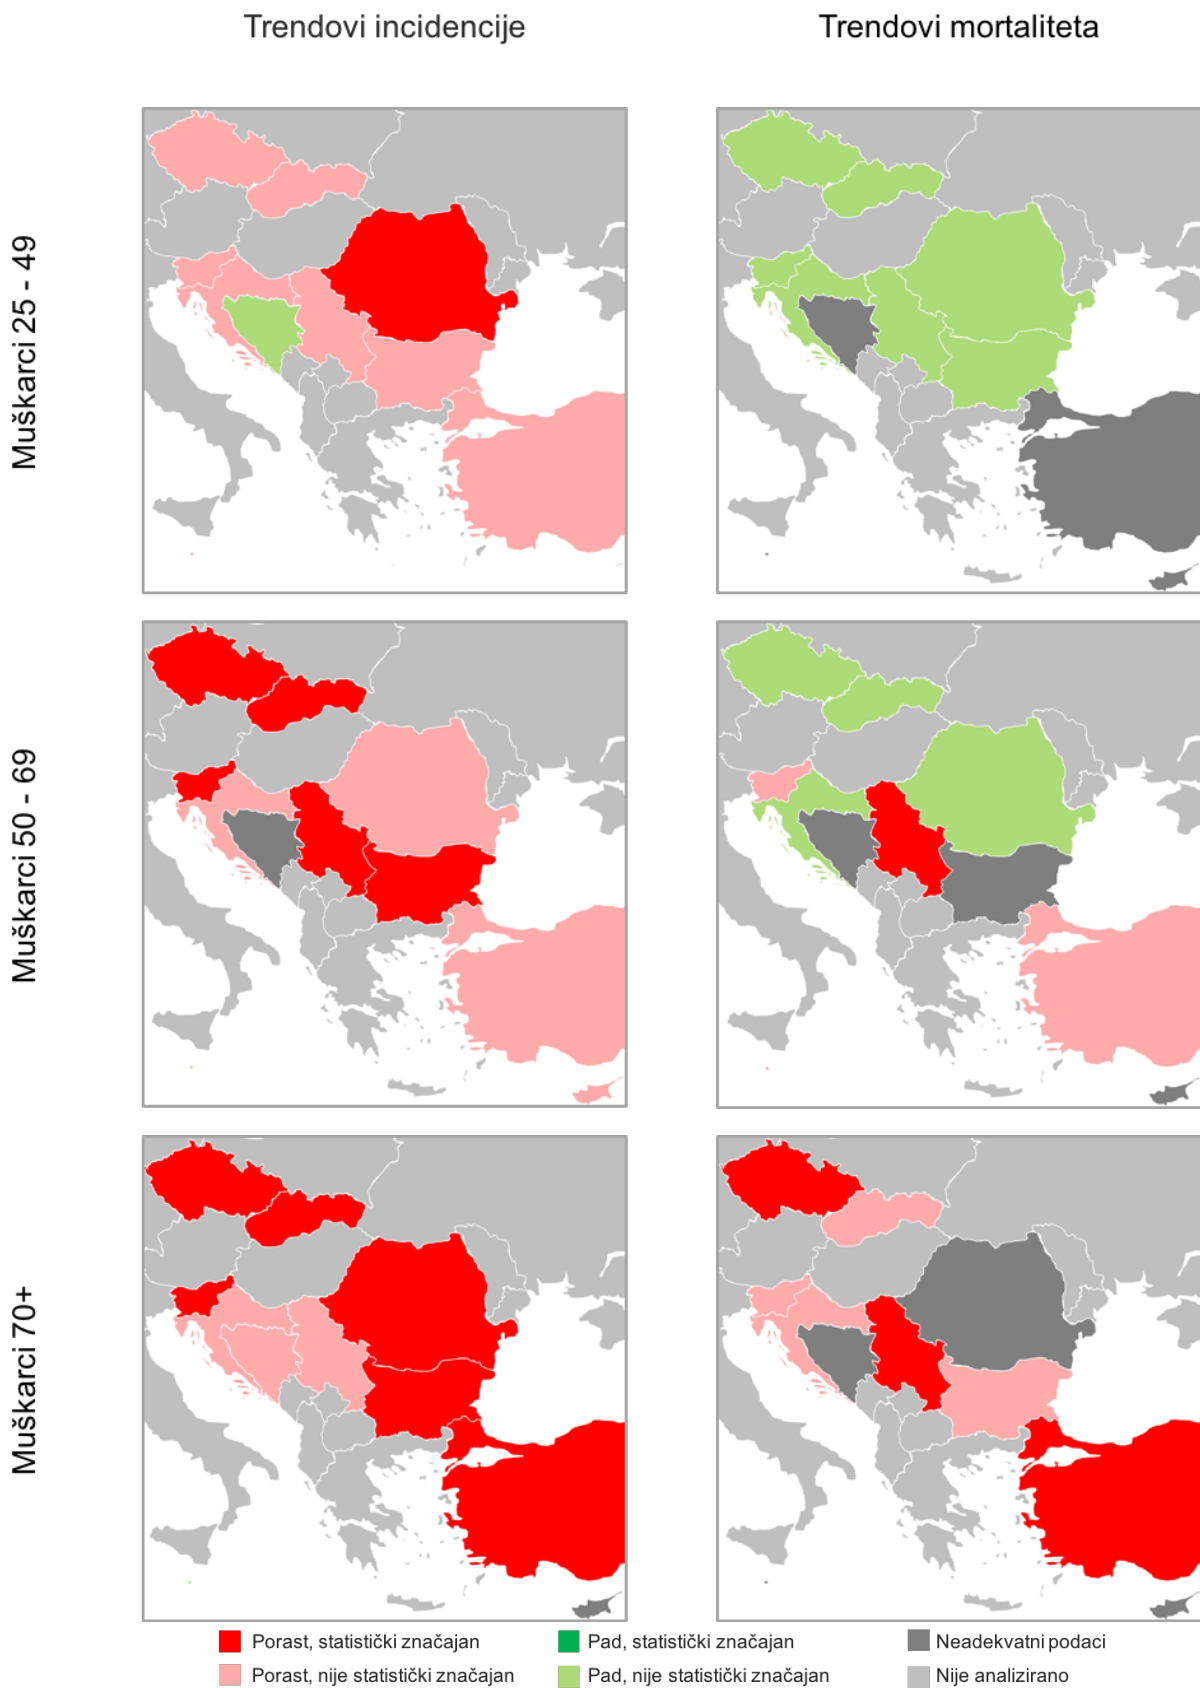 Trendovi incidencije
Trendovi mortaliteta
Muškarci 25 - 49
Muškarci 50 - 69
Muškarci 70+
Porast, statistički značajan
Pad, statistički značajan
Neadekvatni podaci
Porast, nije statistički značajan
Pad, nije statistički značajan
Nije analizirano